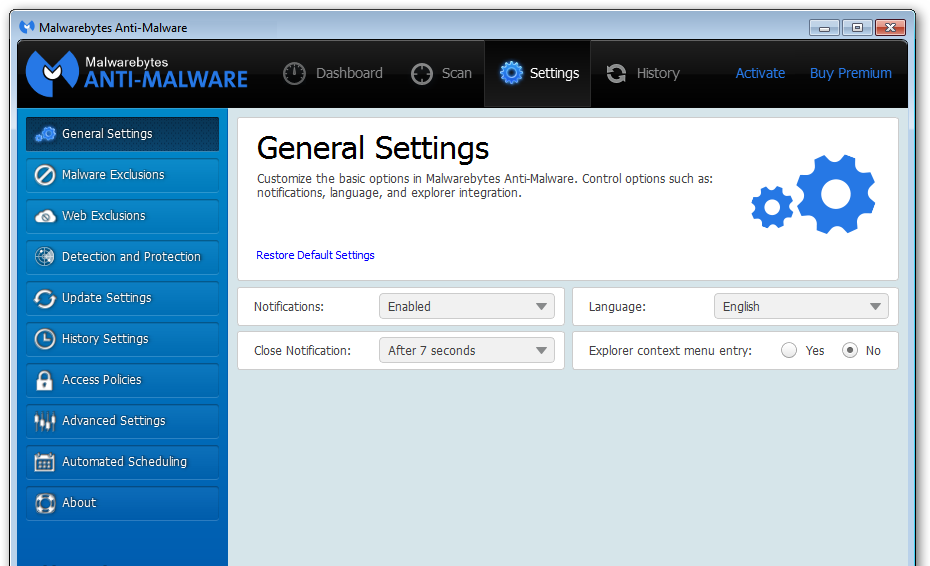 Malwarebytes Anti-Malware
Malwarebytes
ANTI-MALWARE
Dashboard
Scan
Settings
History
Activate
Buy Premium
General Settings
Malware Exclusions
Web Exclusions
Detection and Protection
Update Settings
History Settings
Access Policies
Advanced Settings
Automated Scheduling
About
General Settings
Customize the basic options in Malwarebytes Anti-Malware. Control options such as:
notifications, language, and explorer integration.
Restore Default Settings
Notifications:
Enabled
Language:
English
Close Notification:
After 7 seconds
Explorer context menu entry:
Yes
No